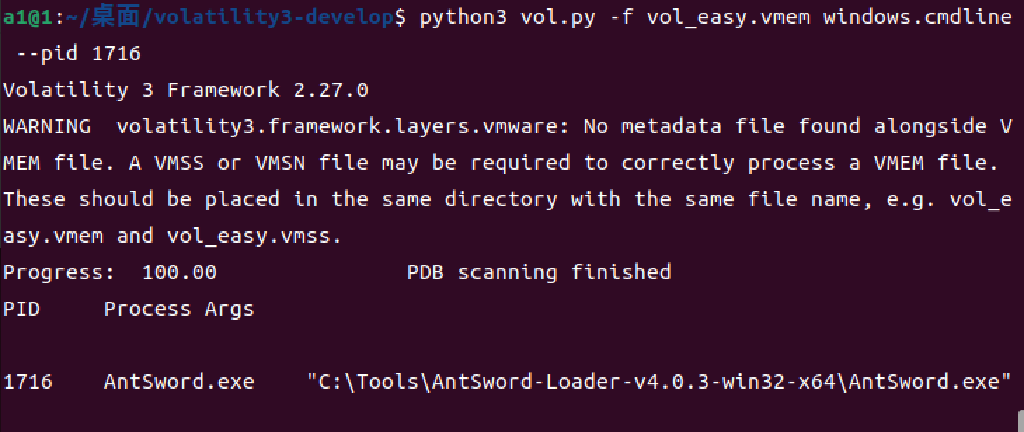 a1@1:~/桌面/volatility3-develop$ python3 vol.py -f vol_easy.vmem windows.cmdline
 --pid 1716
Volatility 3 Framework 2.27.0
WARNING  volatility3.framework.layers.vmware: No metadata file found alongside V
MEM file. A VMSS or VMSN file may be required to correctly process a VMEM file.
These should be placed in the same directory with the same file name, e.g. vol_e
asy.vmem and vol_easy.vmss.
Progress:  100.00               PDB scanning finished
PID     Process Args
1716    AntSword.exe    "C:\Tools\AntSword-Loader-v4.0.3-win32-x64\AntSword.exe"